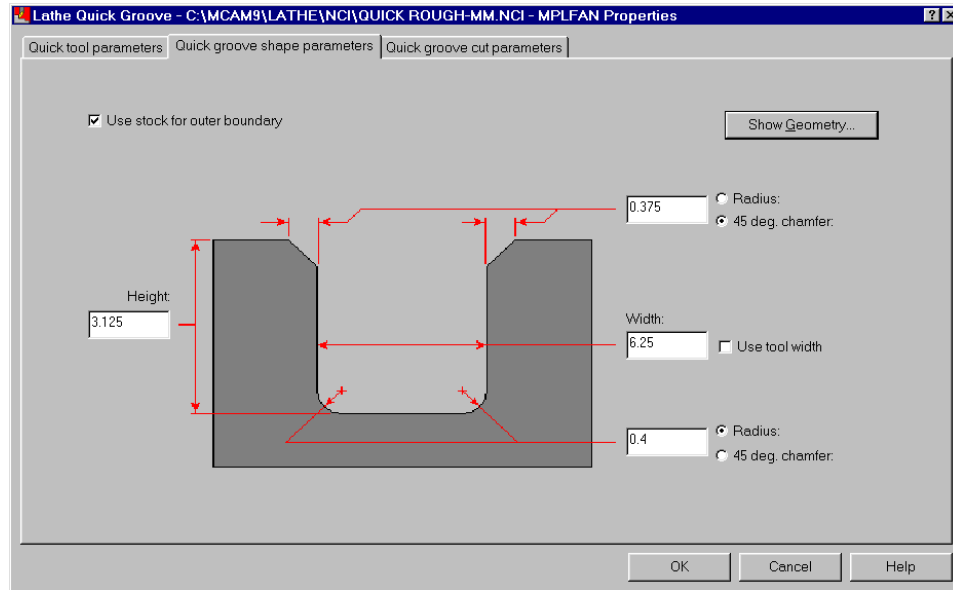 Lathe Quick Groove - C:\MCAM9\LATHE\NCI\QUICK ROUGH-MM.NCI - MPLFAN Properties
Quick tool parameters
Quick groove shape parameters
Quick groove cut parameters
Use stock for outer boundary
Show Geometry...
0.375
Radius:
45 deg. chamfer:
Height:
3.125
Width:
6.25
Use tool width
0.4
Radius:
45 deg. chamfer:
OK
Cancel
Help